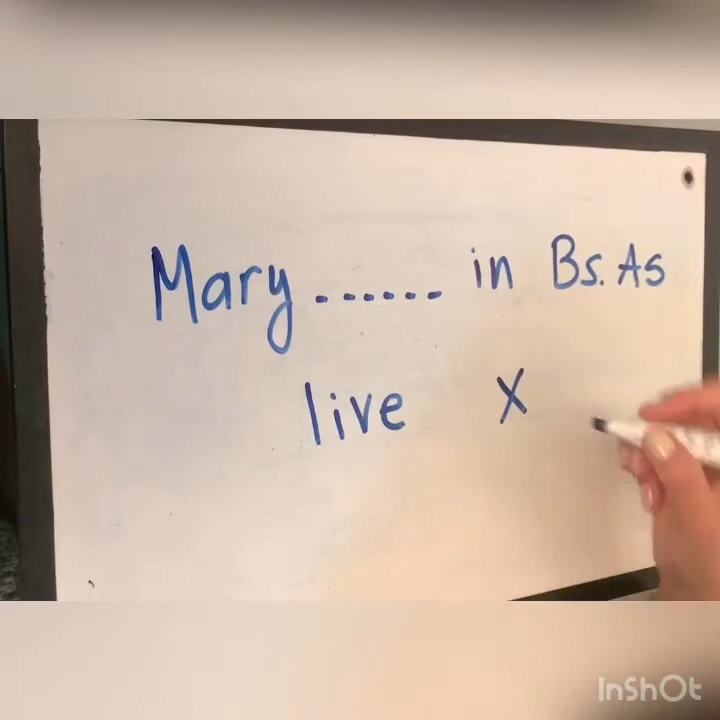 Mary ...... in Bs. As
live X
InShOt